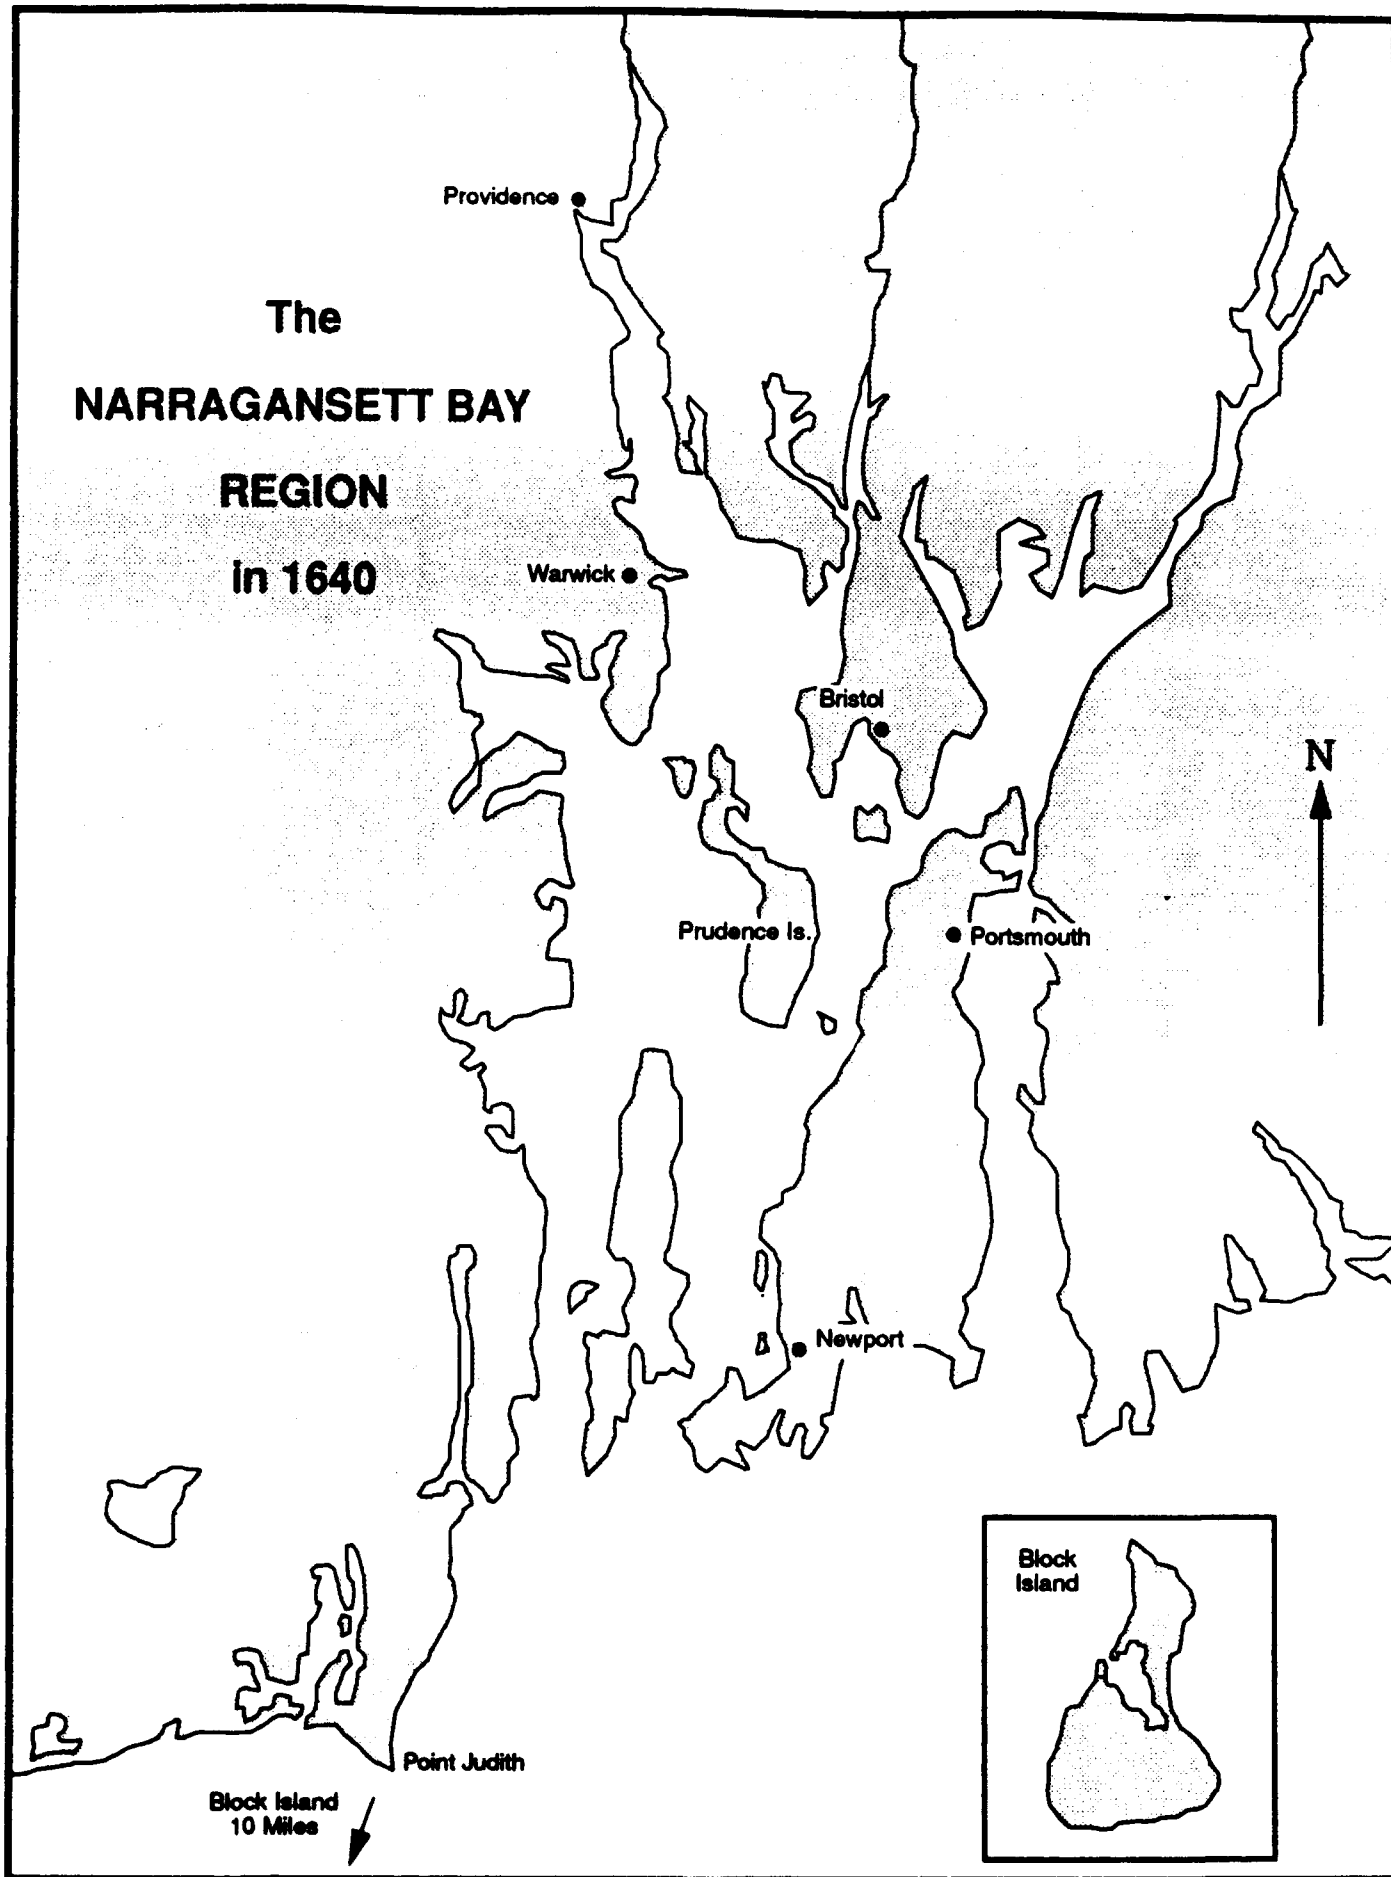 Providence
The
NARRAGANSETT BAY
REGION
in 1640
Warwick
Bristol
N
Prudence Is.
Portsmouth
Newport
Block
Island
Point Judith
Block Island
10 Miles